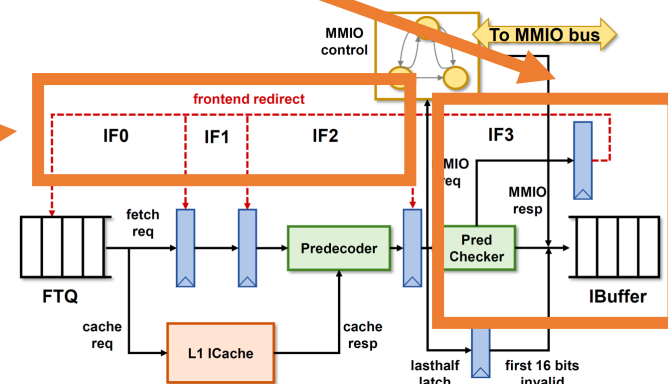 MMIO
control
To MMIO bus
frontend redirect
IF0
IF1
IF2
IF3
MIO
req
MMIO
resp
fetch
req
Predecoder
Pred
Checker
FTQ
IBuffer
cache
req
L1 ICache
cache
resp
lasthalf
latch
first 16 bits
invalid